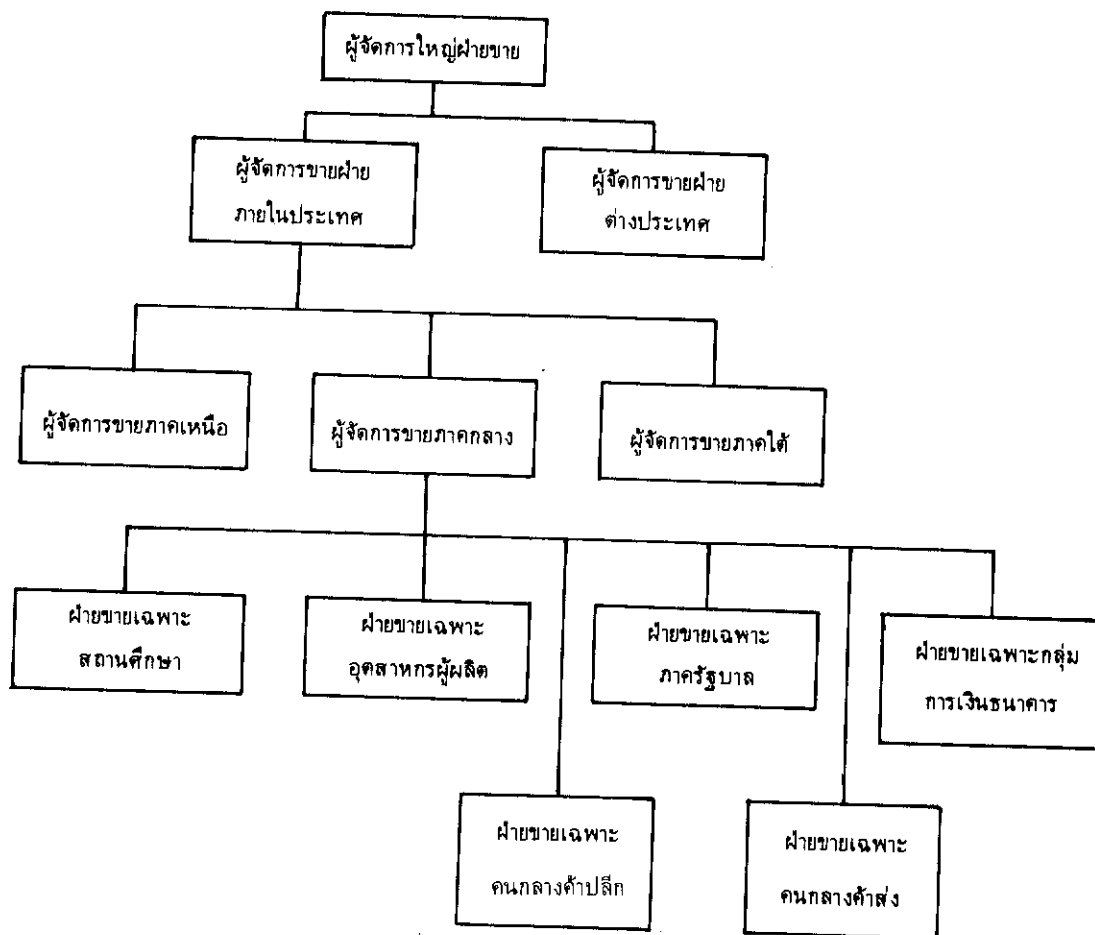 ผู้จัดการใหญ่ฝ่ายขาย
ผู้จัดการขายฝ่าย
ภายในประเทศ
ผู้จัดการขายฝ่าย
ต่างประเทศ
ผู้จัดการขายภาคเหนือ
ผู้จัดการขายภาคกลาง
ผู้จัดการขายภาคใต้
ฝ่ายขายเฉพาะ
สถานศึกษา
ฝ่ายขายเฉพาะ
อุตสาหกรผู้ผลิต
ฝ่ายขายเฉพาะ
ภาครัฐบาล
ฝ่ายขายเฉพาะกลุ่ม
การเงินธนาคาร
ฝ่ายขายเฉพาะ
คนกลางค้าปลีก
ฝ่ายขายเฉพาะ
คนกลางค้าส่ง